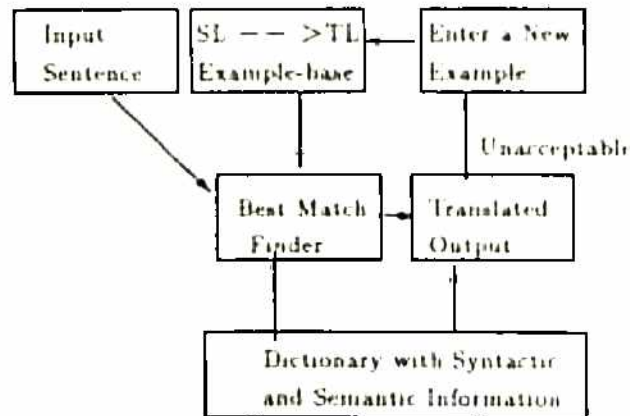 Input
Sentence
SL -- >TL
Example-base
Enter a New
Example
Unacceptable
Best Match
Finder
Translated
Output
Dictionary with Syntactic
and Semantic Information